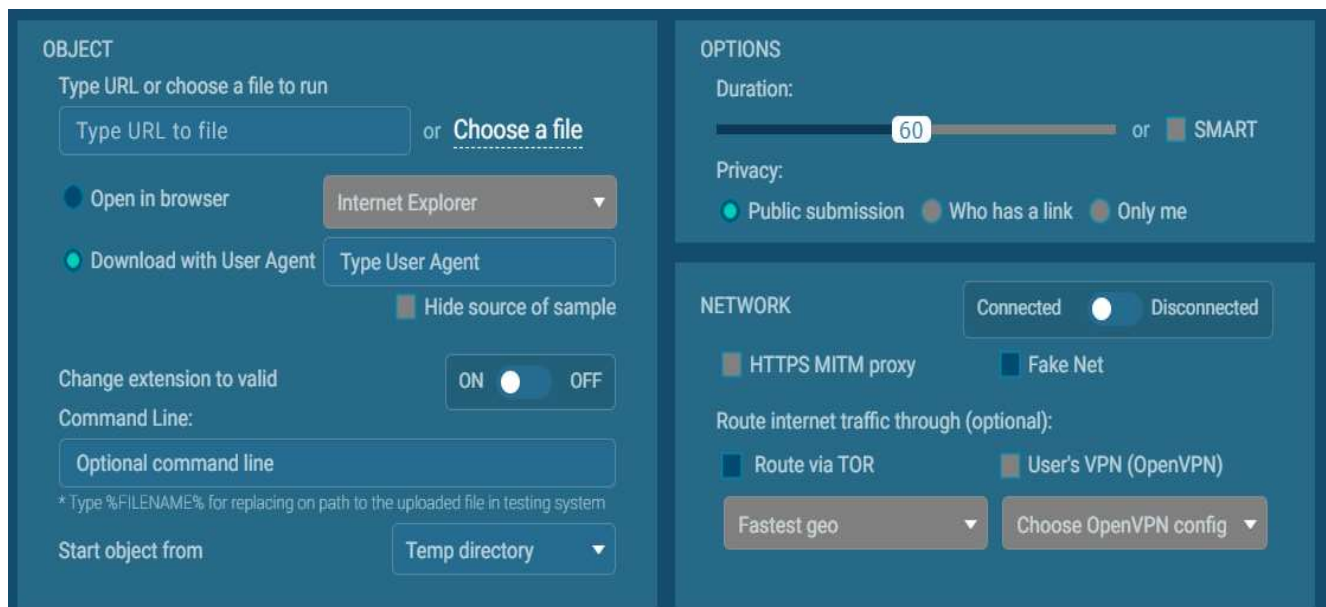 OBJECT
Type URL or choose a file to run
Type URL to file or Choose a file
Open in browser Internet Explorer
Download with User Agent Type User Agent
Hide source of sample
Change extension to valid ON OFF
Command Line:
Optional command line
* Type %FILENAME% for replacing on path to the uploaded file in testing system
Start object from Temp directory
OPTIONS
Duration:
60 or SMART
Privacy:
Public submission Who has a link Only me
NETWORK Connected Disconnected
HTTPS MITM proxy Fake Net
Route internet traffic through (optional):
Route via TOR User's VPN (OpenVPN)
Fastest geo Choose OpenVPN config